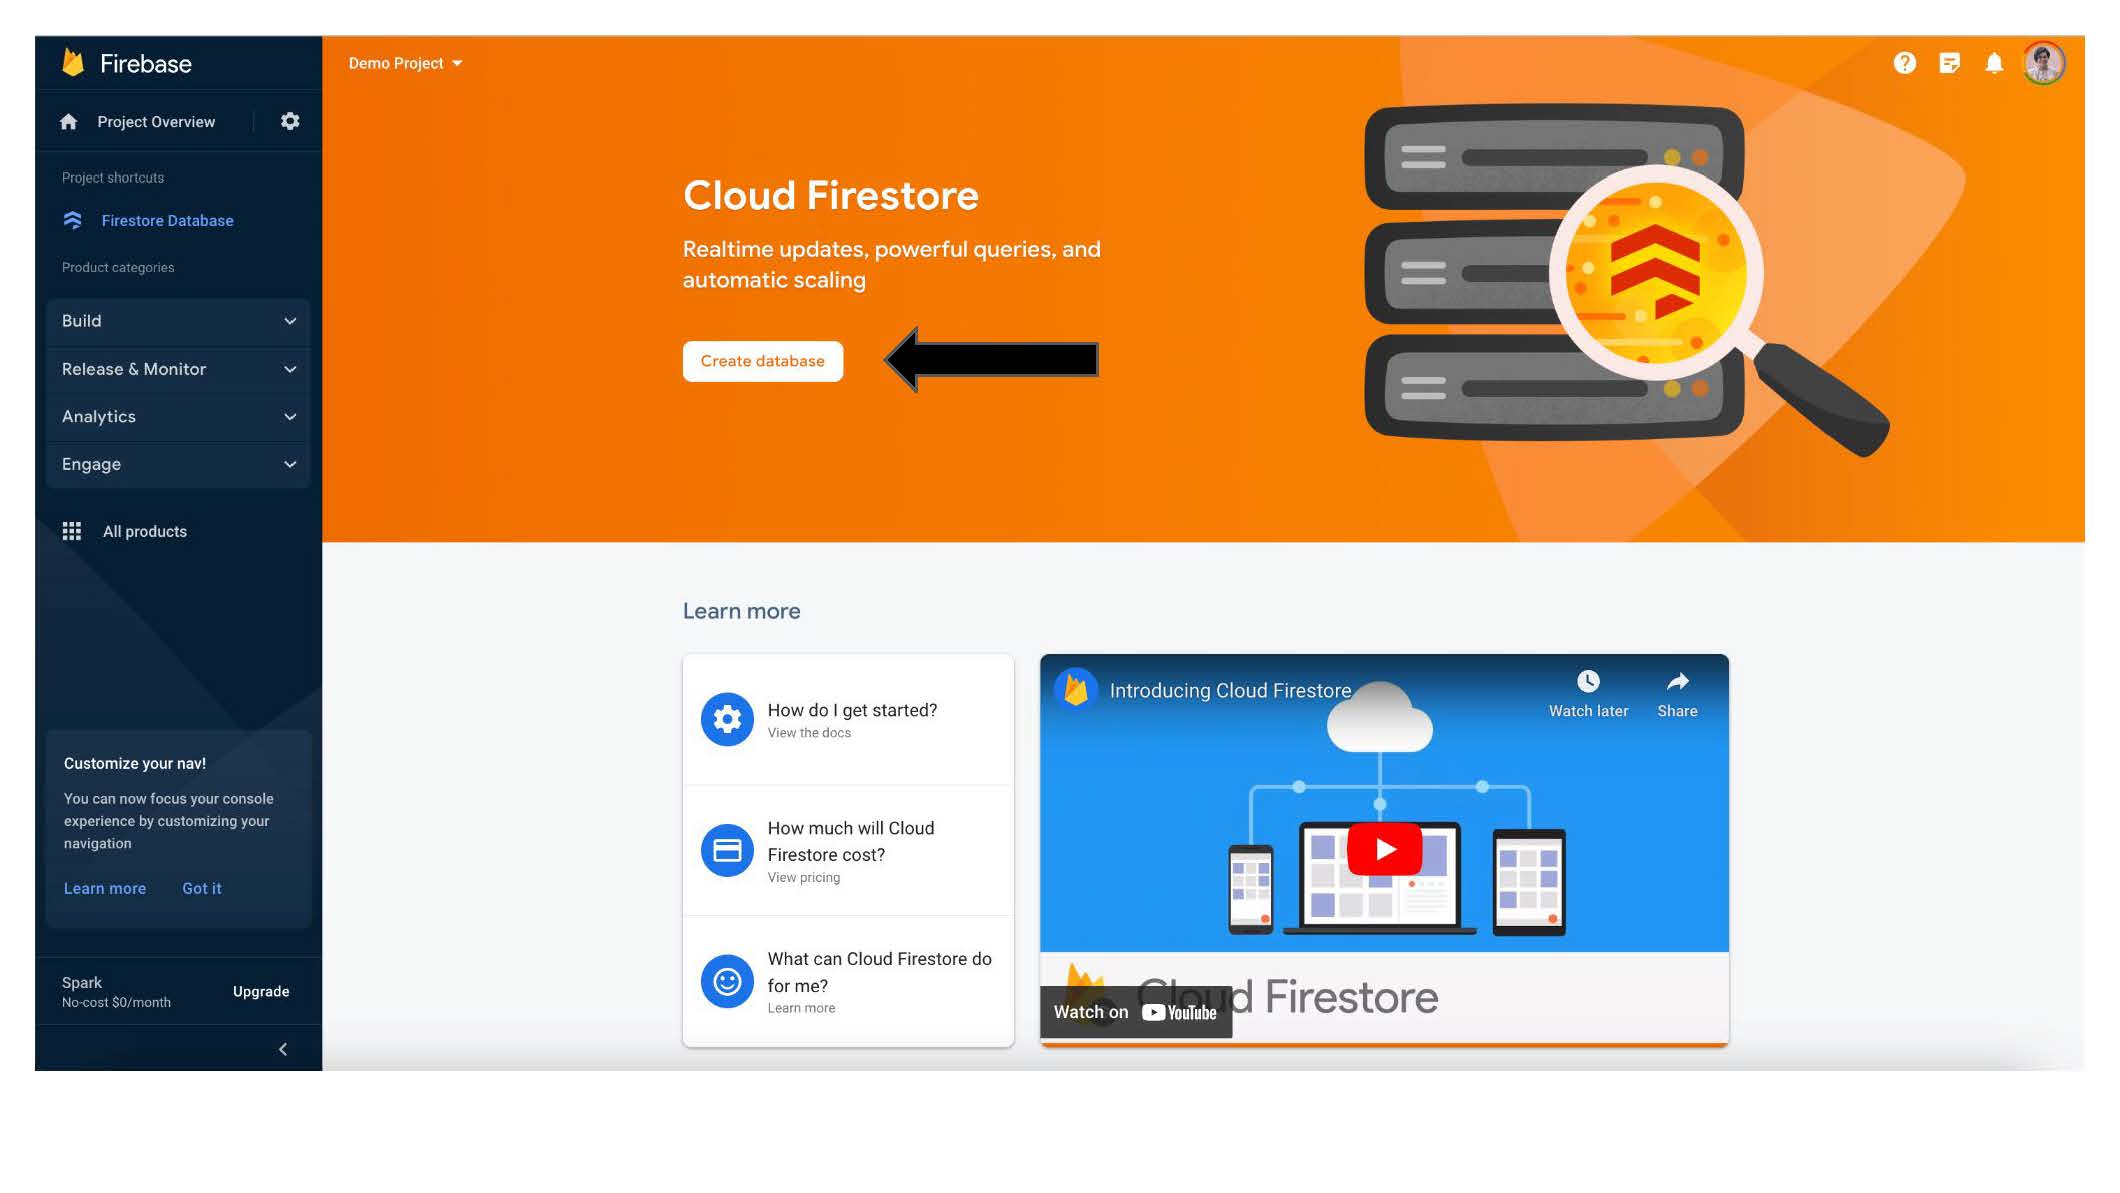 Firebase
Demo Project
Project Overview
Project shortcuts
Firestore Database
Product categories
Build
Release & Monitor
Analytics
Engage
All products
Customize your nav!
You can now focus your console
experience by customizing your
navigation
Learn more Got it
Spark
No-cost $0/month
Upgrade
Cloud Firestore
Realtime updates, powerful queries, and
automatic scaling
Create database
Learn more
How do I get started?
View the docs
How much will Cloud
Firestore cost?
View pricing
What can Cloud Firestore do
for me?
Learn more
Introducing Cloud Firestore
Watch later
Share
Cloud Firestore
Watch on YouTube